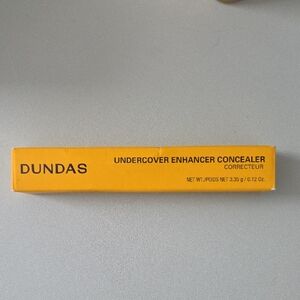 DUNDAS
UNDERCOVER ENHANCER CONCEALER
CORRECTEUR
NET WT./POIDS NET 3.35 g / 0.12 Oz.